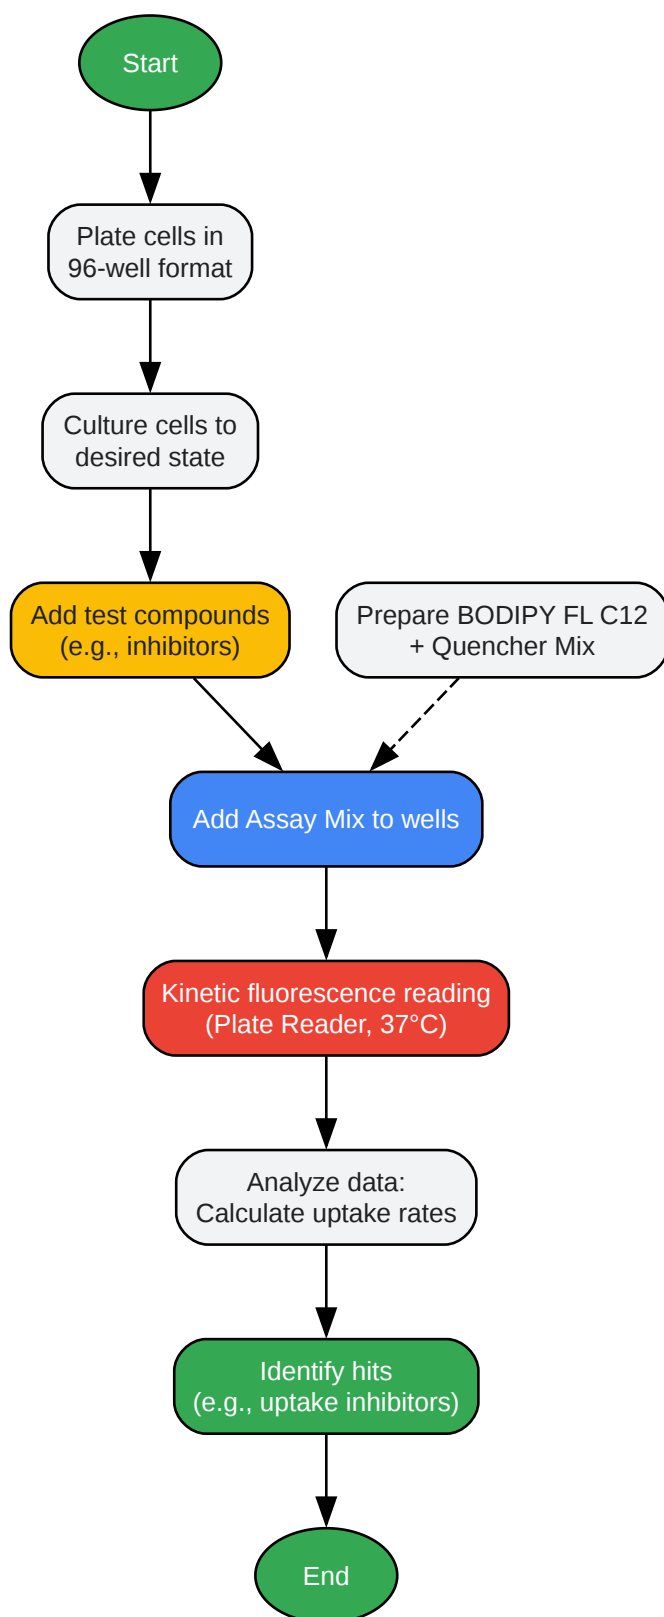 Start
Plate cells in
96-well format
Culture cells to
desired state
Add test compounds
(e.g., inhibitors)
Prepare BODIPY FL C12
+ Quencher Mix
Add Assay Mix to wells
Kinetic fluorescence reading
(Plate Reader, 37°C)
Analyze data:
Calculate uptake rates
Identify hits
(e.g., uptake inhibitors)
End